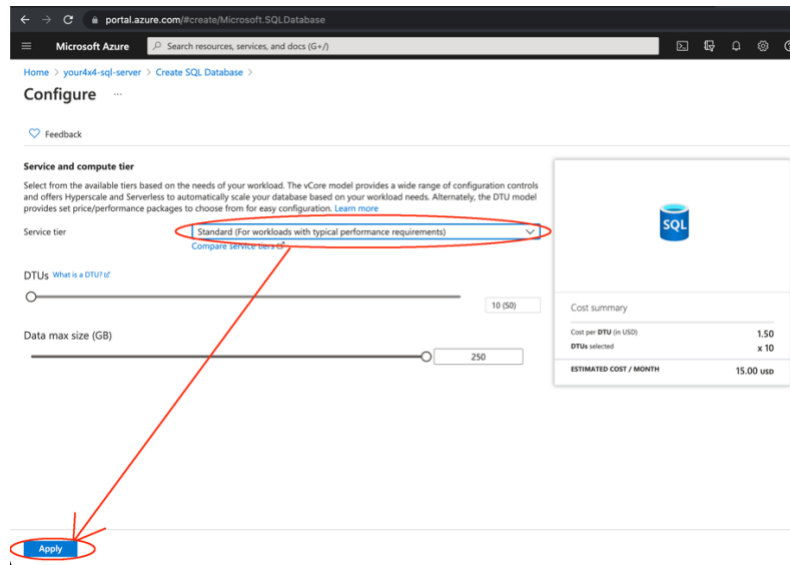 portal.azure.com/#create/Microsoft.SQLDatabase
Microsoft Azure
Search resources, services, and docs (G+/)
Home > your4x4-sql-server > Create SQL Database >
Configure ...
Feedback
Service and compute tier
Select from the available tiers based on the needs of your workload. The vCore model provides a wide range of configuration controls
and offers Hyperscale and Serverless to automatically scale your database based on your workload needs. Alternately, the DTU model
provides set price/performance packages to choose from for easy configuration. Learn more
Service tier
Standard (For workloads with typical performance requirements)
Compare service tiers
DTUs What is a DTU?
10 (S0)
Data max size (GB)
250
SQL
Cost summary
Cost per DTU (in USD) 1.50
DTUs selected x 10
ESTIMATED COST / MONTH 15.00 USD
Apply